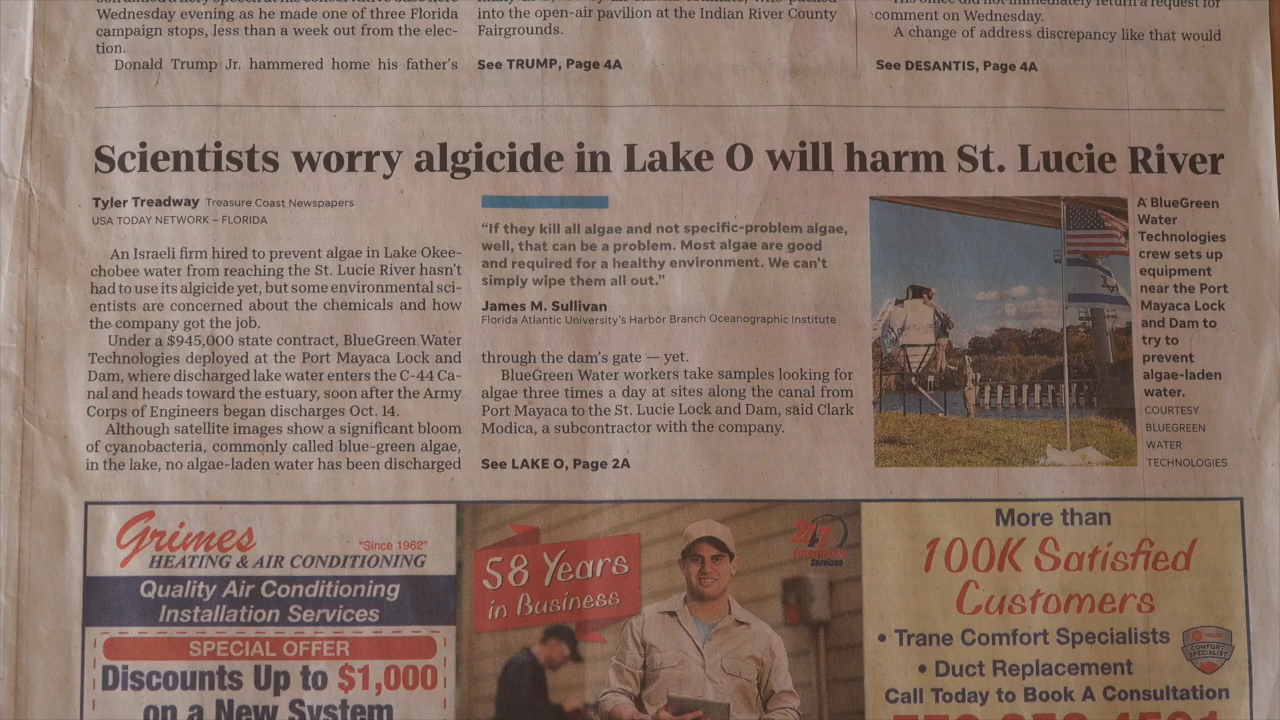 Wednesday evening as he made one of three Florida
campaign stops, less than a week out from the elec-
tion.
Donald Trump Jr. hammered home his father's
into the open-air pavilion at the Indian River County
Fairgrounds.
See TRUMP, Page 4A
comment on Wednesday.
A change of address discrepancy like that would
See DESANTIS, Page 4A
Scientists worry algicide in Lake O will harm St. Lucie River
Tyler Treadway Treasure Coast Newspapers
USA TODAY NETWORK – FLORIDA
An Israeli firm hired to prevent algae in Lake Okee-
chobee water from reaching the St. Lucie River hasn't
had to use its algicide yet, but some environmental sci-
entists are concerned about the chemicals and how
the company got the job.
Under a $945,000 state contract, BlueGreen Water
Technologies deployed at the Port Mayaca Lock and
Dam, where discharged lake water enters the C-44 Ca-
nal and heads toward the estuary, soon after the Army
Corps of Engineers began discharges Oct. 14.
Although satellite images show a significant bloom
of cyanobacteria, commonly called blue-green algae,
in the lake, no algae-laden water has been discharged
"If they kill all algae and not specific-problem algae,
well, that can be a problem. Most algae are good
and required for a healthy environment. We can't
simply wipe them all out."
James M. Sullivan
Florida Atlantic University's Harbor Branch Oceanographic Institute
through the dam's gate — yet.
BlueGreen Water workers take samples looking for
algae three times a day at sites along the canal from
Port Mayaca to the St. Lucie Lock and Dam, said Clark
Modica, a subcontractor with the company.
See LAKE O, Page 2A
A BlueGreen
Water
Technologies
crew sets up
equipment
near the Port
Mayaca Lock
and Dam to
try to
prevent
algae-laden
water.
COURTESY
BLUEGREEN
WATER
TECHNOLOGIES
Grimes
"Since 1962"
HEATING & AIR CONDITIONING
Quality Air Conditioning
Installation Services
SPECIAL OFFER
Discounts Up to $1,000
on a New System
58 Years
in Business
24/7
Emergency
Services
More than
100K Satisfied
Customers
• Trane Comfort Specialists
• Duct Replacement
TRANE
COMFORT
SPECIALIST
Call Today to Book A Consultation